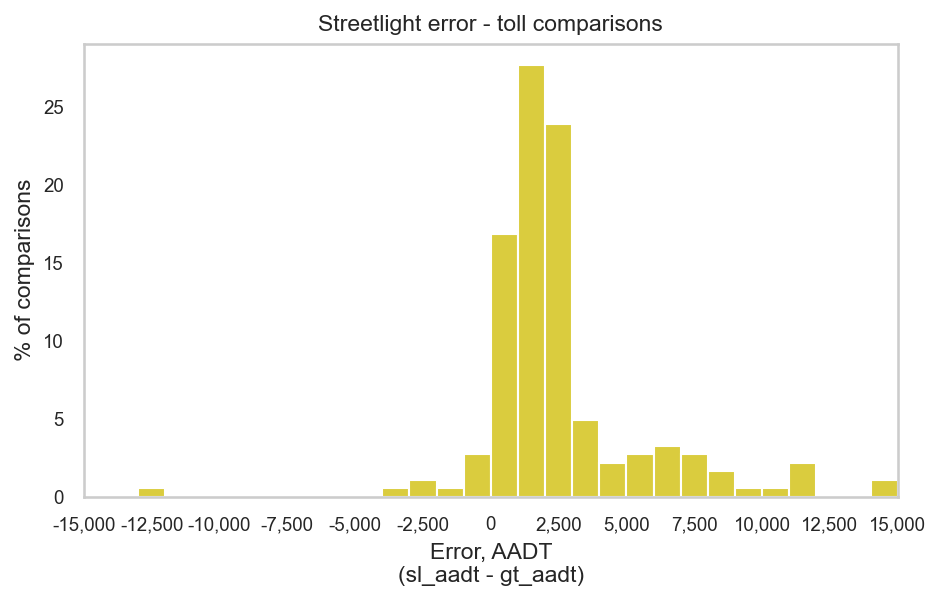 Streetlight error - toll comparisons
% of comparisons
25
20
15
10
5
0
-15,000 -12,500 -10,000 -7,500 -5,000 -2,500 0 2,500 5,000 7,500 10,000 12,500 15,000
Error, AADT
(sl_aadt - gt_aadt)